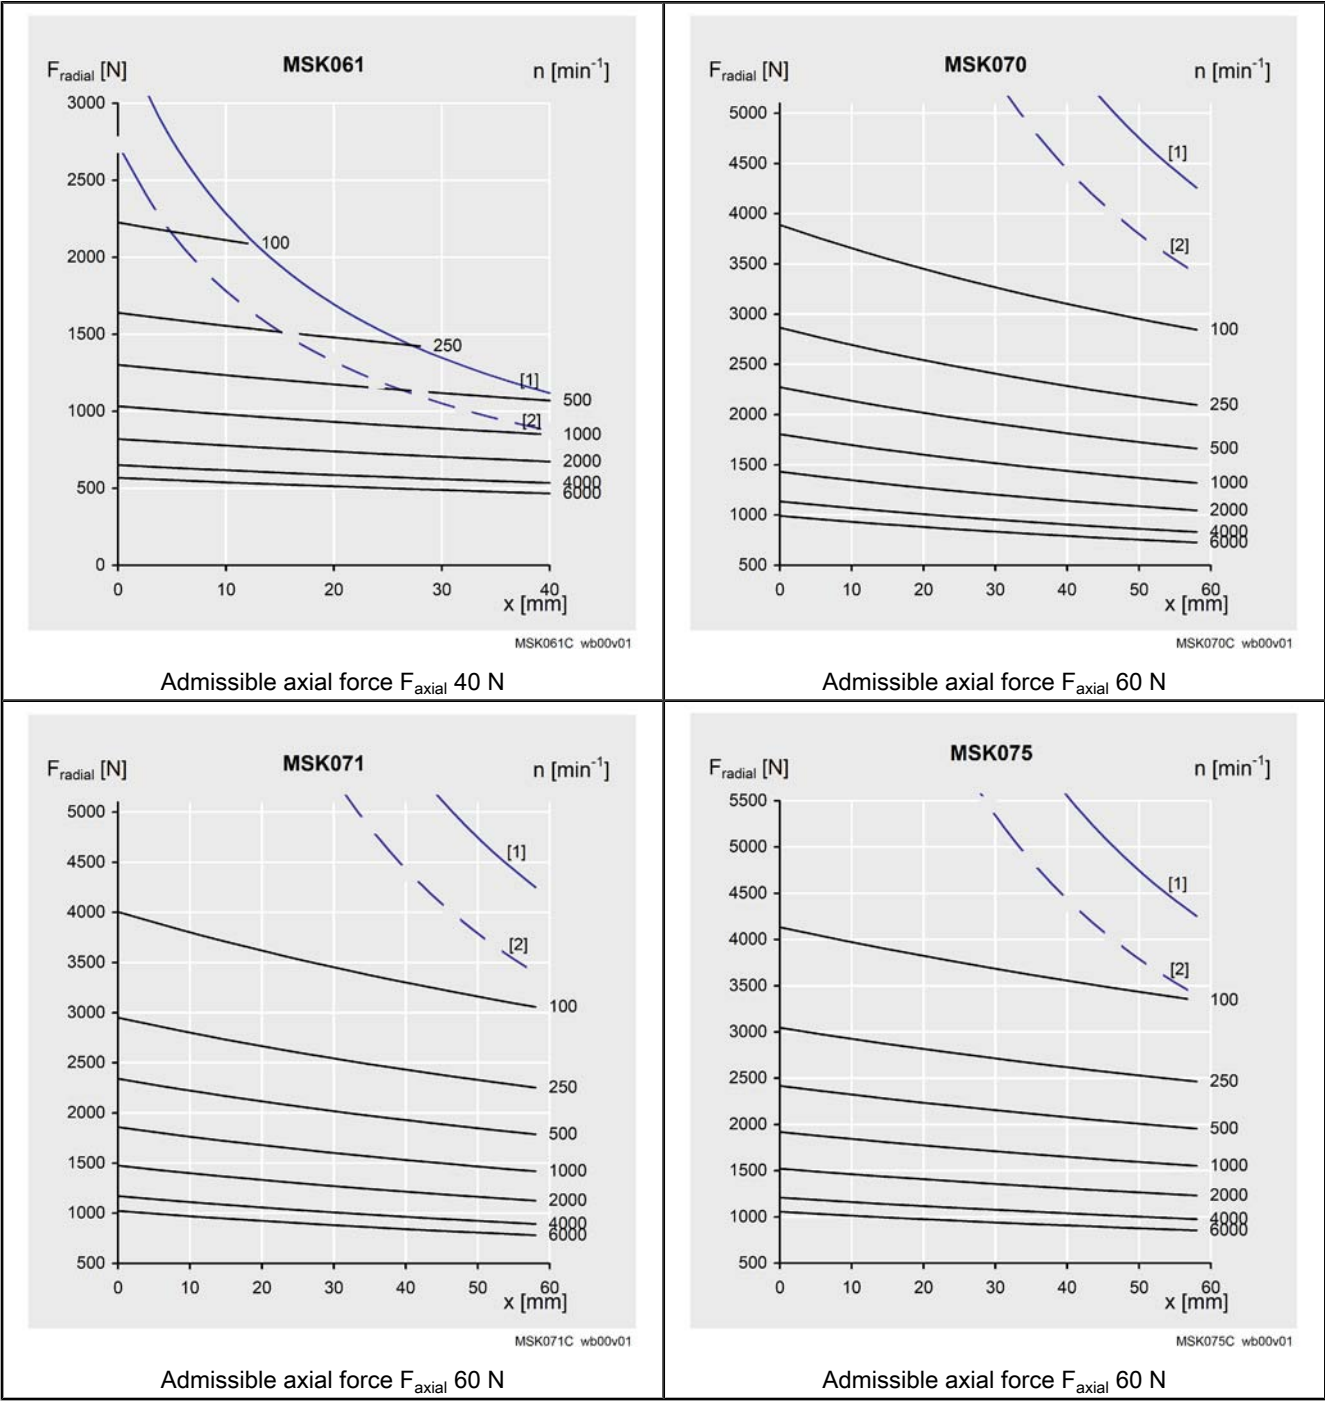 MSK061
F_radial [N]
n [min⁻¹]
3000
2500
2000
1500
1000
500
0
100
250
[1]
500
[2]
1000
2000
4000
6000
0 10 20 30 40
x [mm]
MSK061C wb00v01
Admissible axial force F_axial 40 N
MSK070
F_radial [N]
n [min⁻¹]
5000
4500
4000
3500
3000
2500
2000
1500
1000
500
[1]
[2]
100
250
500
1000
2000
4000
6000
0 10 20 30 40 50 60
x [mm]
MSK070C wb00v01
Admissible axial force F_axial 60 N
MSK071
F_radial [N]
n [min⁻¹]
5000
4500
4000
3500
3000
2500
2000
1500
1000
500
[1]
[2]
100
250
500
1000
2000
4000
6000
0 10 20 30 40 50 60
x [mm]
MSK071C wb00v01
Admissible axial force F_axial 60 N
MSK075
F_radial [N]
n [min⁻¹]
5500
5000
4500
4000
3500
3000
2500
2000
1500
1000
500
[1]
[2]
100
250
500
1000
2000
4000
6000
0 10 20 30 40 50 60
x [mm]
MSK075C wb00v01
Admissible axial force F_axial 60 N